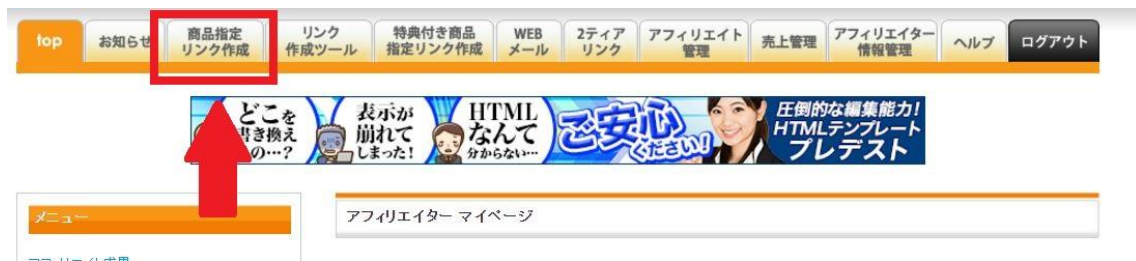 top
お知らせ
商品指定
リンク作成
リンク
作成ツール
特典付き商品
指定リンク作成
WEB
メール
2ティア
リンク
アフィリエイト
管理
売上管理
アフィリエイター
情報管理
ヘルプ
ログアウト
どこを
書き換え
の…?
表示が
崩れて
しまった!
HTML
なんて
分からない…
ご安心
ください!
圧倒的な編集能力!
HTMLテンプレート
プレデスト
メニュー
アフィリエイター マイページ